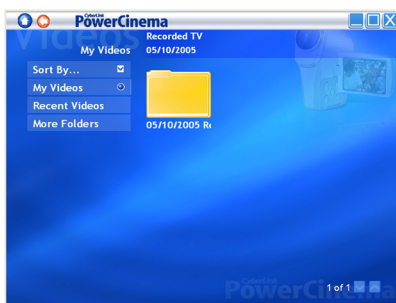 CyberLink
PowerCinema
Videos
My Videos
Recorded TV
05/10/2005
Sort By...
My Videos
Recent Videos
More Folders
05/10/2005 Re
CyberLink
PowerCinema
1 of 1